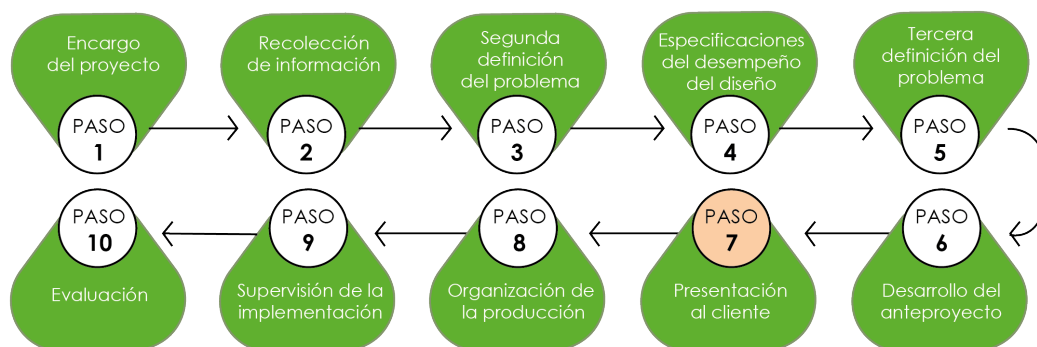 Encargo
del proyecto
PASO
1
Recolección
de información
PASO
2
Segunda
definición
del problema
PASO
3
Especificaciones
del desempeño
del diseño
PASO
4
Tercera
definición del
problema
PASO
5
PASO
6
Desarrollo del
anteproyecto
PASO
7
Presentación
al cliente
PASO
8
Organización de
la producción
PASO
9
Supervisión de la
implementación
PASO
10
Evaluación